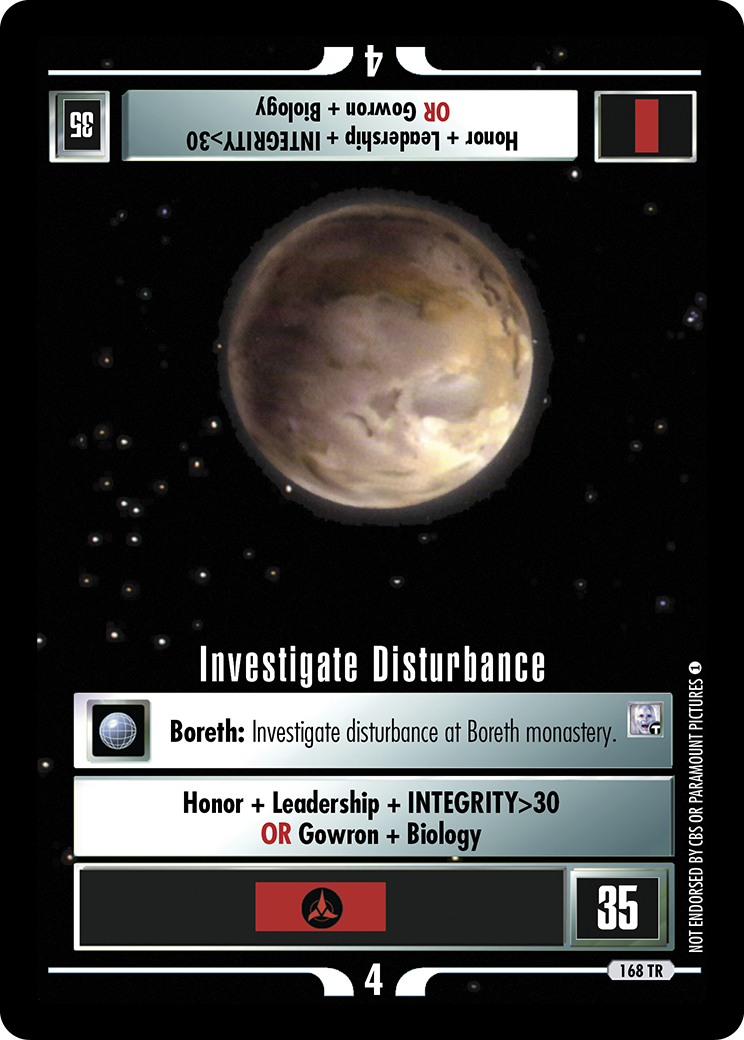 4
35
Honor + Leadership + INTEGRITY>30
OR Gowron + Biology
Investigate Disturbance
Boreth: Investigate disturbance at Boreth monastery.
T
Honor + Leadership + INTEGRITY>30
OR Gowron + Biology
35
4
168 TR
NOT ENDORSED BY CBS OR PARAMOUNT PICTURES 1